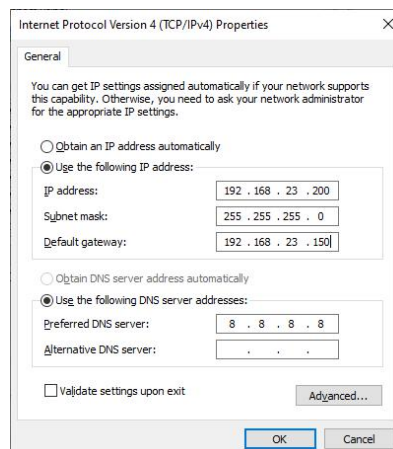 Internet Protocol Version 4 (TCP/IPv4) Properties
General
You can get IP settings assigned automatically if your network supports
this capability. Otherwise, you need to ask your network administrator
for the appropriate IP settings.
Obtain an IP address automatically
Use the following IP address:
IP address: 192 . 168 . 23 . 200
Subnet mask: 255 . 255 . 255 . 0
Default gateway: 192 . 168 . 23 . 150
Obtain DNS server address automatically
Use the following DNS server addresses:
Preferred DNS server: 8 . 8 . 8 . 8
Alternative DNS server: . . .
Validate settings upon exit
Advanced...
OK Cancel